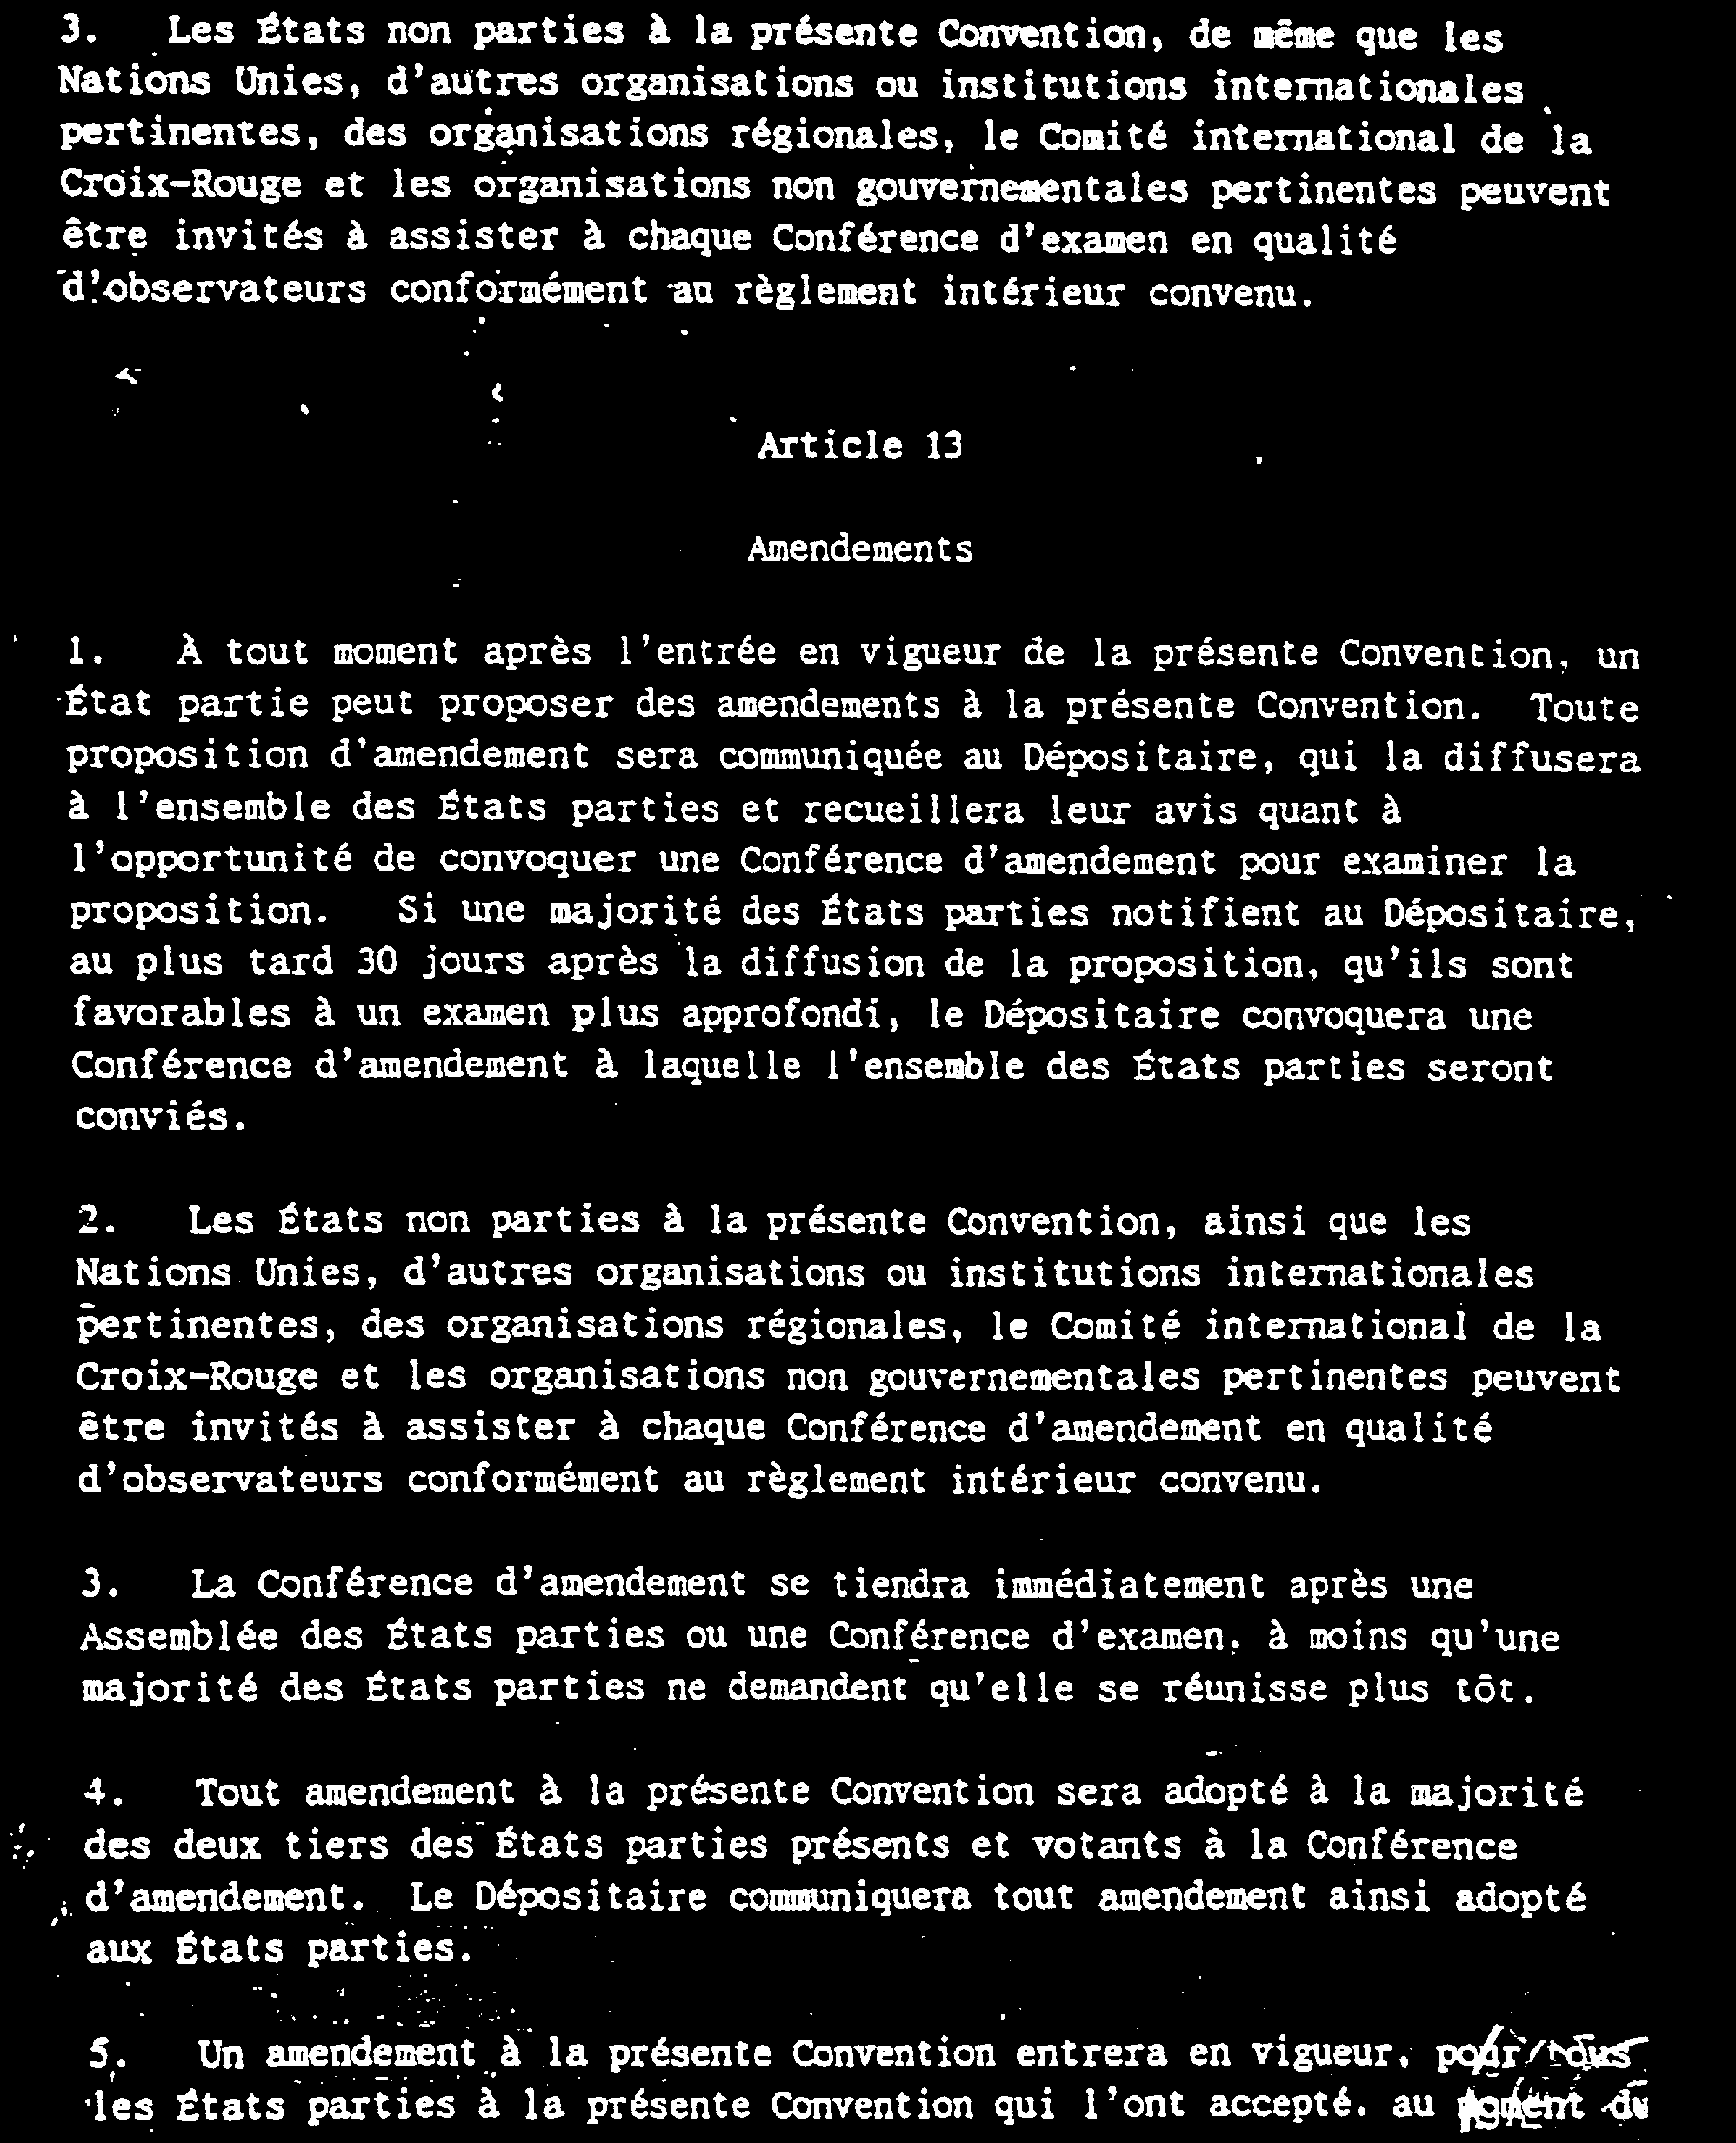 3. Les États non parties à la présente Convention, de même que les
Nations Unies, d'autres organisations ou institutions internationales
pertinentes, des organisations régionales, le Comité international de la
Croix-Rouge et les organisations non gouvernementales pertinentes peuvent
être invités à assister à chaque Conférence d'examen en qualité
d'observateurs conformément au règlement intérieur convenu.
Article 13
Amendements
1. À tout moment après l'entrée en vigueur de la présente Convention, un
État partie peut proposer des amendements à la présente Convention. Toute
proposition d'amendement sera communiquée au Dépositaire, qui la diffusera
à l'ensemble des États parties et recueillera leur avis quant à
l'opportunité de convoquer une Conférence d'amendement pour examiner la
proposition. Si une majorité des États parties notifient au Dépositaire,
au plus tard 30 jours après la diffusion de la proposition, qu'ils sont
favorables à un examen plus approfondi, le Dépositaire convoquera une
Conférence d'amendement à laquelle l'ensemble des États parties seront
conviés.
2. Les États non parties à la présente Convention, ainsi que les
Nations Unies, d'autres organisations ou institutions internationales
pertinentes, des organisations régionales, le Comité international de la
Croix-Rouge et les organisations non gouvernementales pertinentes peuvent
être invités à assister à chaque Conférence d'amendement en qualité
d'observateurs conformément au règlement intérieur convenu.
3. La Conférence d'amendement se tiendra immédiatement après une
Assemblée des États parties ou une Conférence d'examen, à moins qu'une
majorité des États parties ne demandent qu'elle se réunisse plus tôt.
4. Tout amendement à la présente Convention sera adopté à la majorité
des deux tiers des États parties présents et votants à la Conférence
d'amendement. Le Dépositaire communiquera tout amendement ainsi adopté
aux États parties.
5. Un amendement à la présente Convention entrera en vigueur, pour tous
les États parties à la présente Convention qui l'ont accepté, au moment du